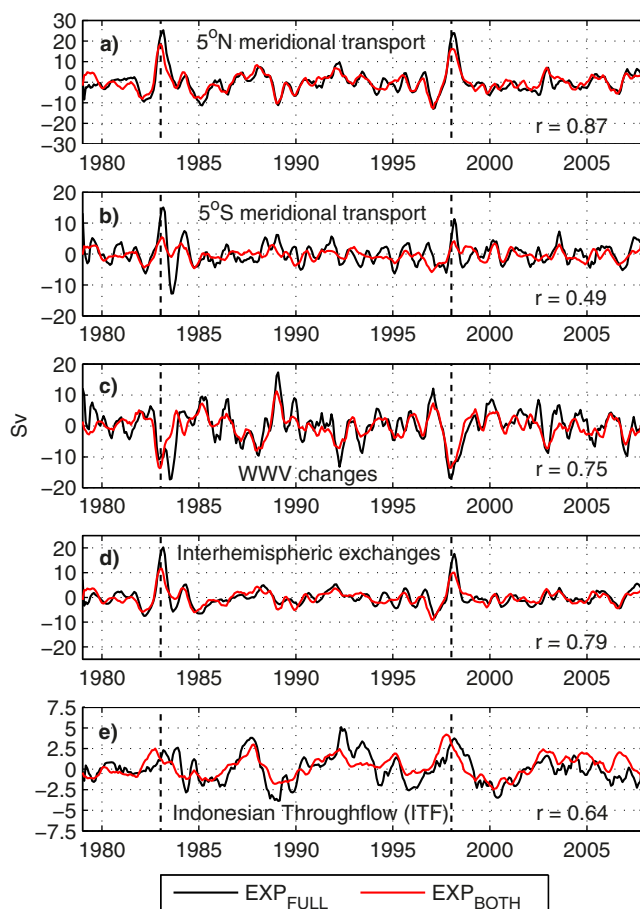 30
20
10
0
−10
−20
−30
a) 5°N meridional transport
r = 0.87
1980 1985 1990 1995 2000 2005
20
10
0
−10
−20
b) 5°S meridional transport
r = 0.49
1980 1985 1990 1995 2000 2005
Sv
20
10
0
−10
−20
c)
WWV changes
r = 0.75
1980 1985 1990 1995 2000 2005
20
10
0
−10
−20
d) Interhemispheric exchanges
r = 0.79
1980 1985 1990 1995 2000 2005
7.5
5
2.5
0
−2.5
−5
−7.5
e)
Indonesian Throughflow (ITF)
r = 0.64
1980 1985 1990 1995 2000 2005
EXP_FULL EXP_BOTH